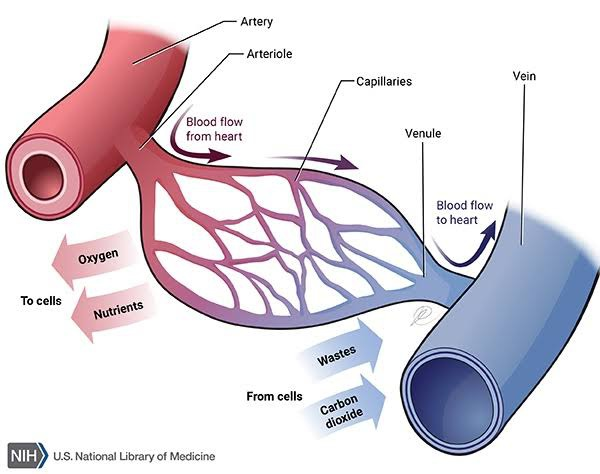 Artery
Arteriole
Capillaries
Vein
Blood flow
from heart
Venule
Blood flow
to heart
Oxygen
To cells
Nutrients
Wastes
From cells
Carbon
dioxide
NIH U.S. National Library of Medicine